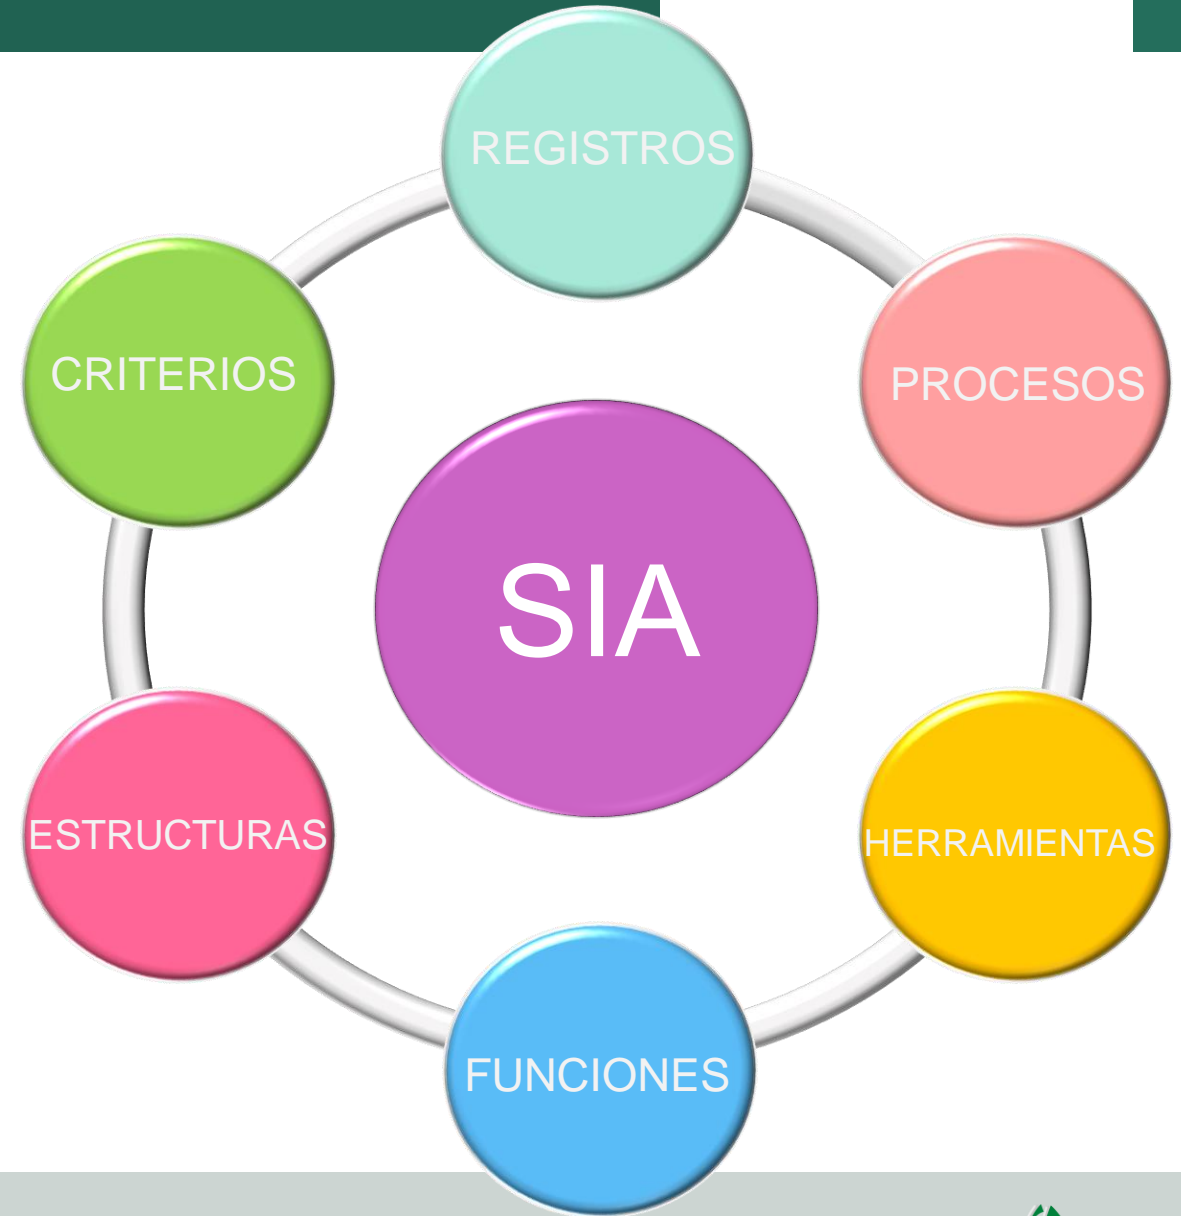 REGISTROS
CRITERIOS
PROCESOS
SIA
ESTRUCTURAS
HERRAMIENTAS
FUNCIONES